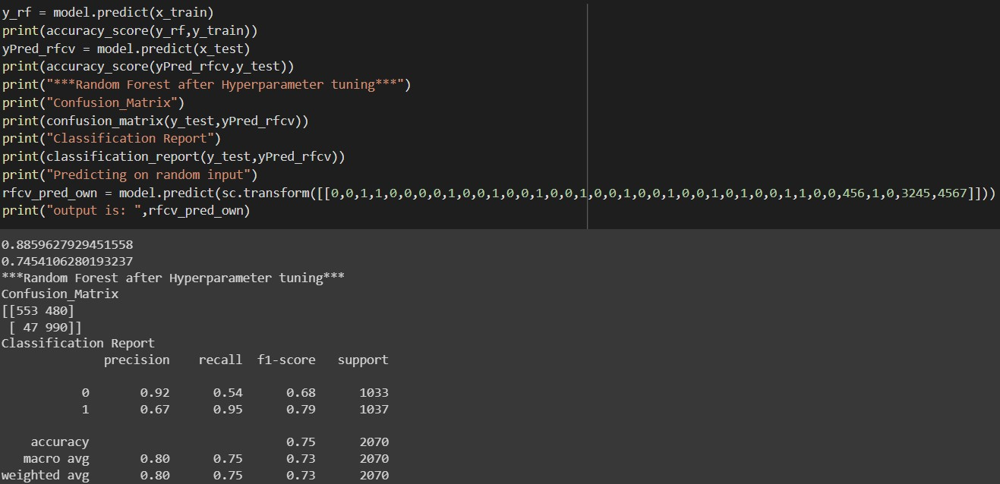 y_rf = model.predict(x_train)
print(accuracy_score(y_rf,y_train))
yPred_rfcv = model.predict(x_test)
print(accuracy_score(yPred_rfcv,y_test))
print("***Random Forest after Hyperparameter tuning***")
print("Confusion_Matrix")
print(confusion_matrix(y_test,yPred_rfcv))
print("Classification Report")
print(classification_report(y_test,yPred_rfcv))
print("Predicting on random input")
rfcv_pred_own = model.predict(sc.transform([[0,0,1,1,0,0,0,0,1,0,0,1,0,0,1,0,0,1,0,0,1,0,0,1,0,0,1,0,1,0,0,1,1,0,0,456,1,0,3245,4567]]))
print("output is: ",rfcv_pred_own)
0.8859627929451558
0.7454106280193237
***Random Forest after Hyperparameter tuning***
Confusion_Matrix
[[553 480]
 [ 47 990]]
Classification Report
              precision    recall  f1-score   support
           0       0.92      0.54      0.68      1033
           1       0.67      0.95      0.79      1037
    accuracy                           0.75      2070
   macro avg       0.80      0.75      0.73      2070
weighted avg       0.80      0.75      0.73      2070